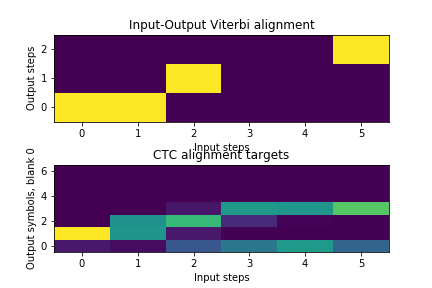 Input-Output Viterbi alignment
Output steps
2
1
0
0 1 2 3 4 5
Input steps
CTC alignment targets
Output symbols, blank 0
6
4
2
0
0 1 2 3 4 5
Input steps